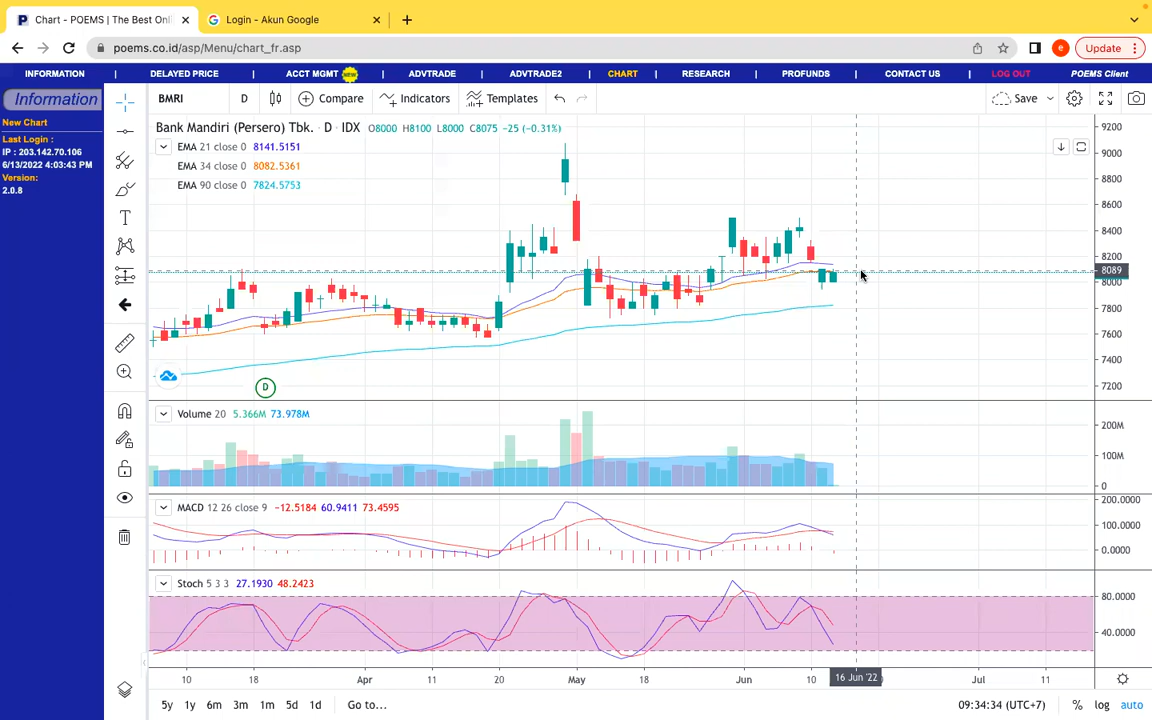 Chart - POEMS | The Best Onl
Login - Akun Google
poems.co.id/asp/Menu/chart_fr.asp
e
Update
INFORMATION | DELAYED PRICE | ACCT MGMT NEW | ADVTRADE | ADVTRADE2 | CHART | RESEARCH | PROFUNDS | CONTACT US | LOG OUT POEMS Client
Information
New Chart
Last Login :
IP : 203.142.70.106
6/13/2022 4:03:43 PM
Version:
2.0.8
BMRI D Compare Indicators Templates Save
Bank Mandiri (Persero) Tbk. · D · IDX O8000 H8100 L8000 C8075 −25 (−0.31%)
EMA 21 close 0 8141.5151
EMA 34 close 0 8082.5361
EMA 90 close 0 7824.5753
9200
9000
8800
8600
8400
8200
8089
8000
7800
7600
7400
7200
D
Volume 20 5.366M 73.978M
200M
100M
0
MACD 12 26 close 9 −12.5184 60.9411 73.4595
200.0000
100.0000
0.0000
Stoch 5 3 3 27.1930 48.2423
80.0000
40.0000
10 18 Apr 11 20 May 18 Jun 10 16 Jun '22 Jul 11
5y 1y 6m 3m 1m 5d 1d Go to... 09:34:34 (UTC+7) % log auto